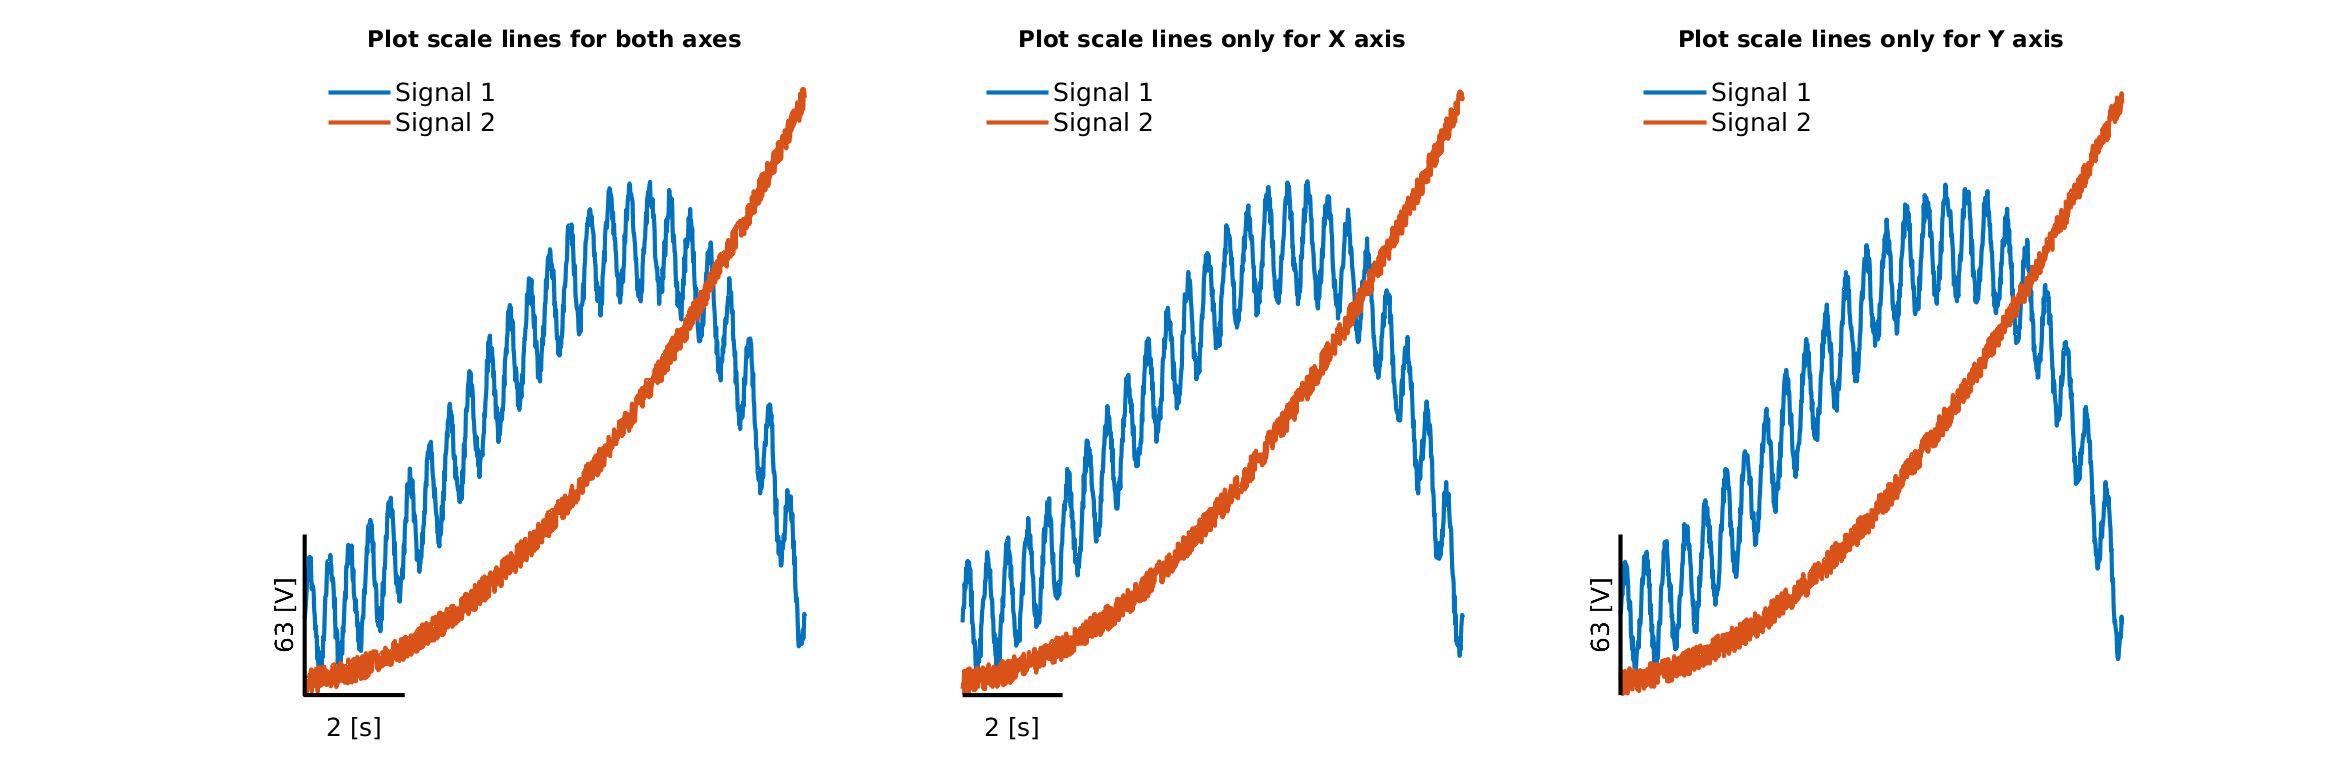 Plot scale lines for both axes
Signal 1
Signal 2
63 [V]
2 [s]
Plot scale lines only for X axis
Signal 1
Signal 2
2 [s]
Plot scale lines only for Y axis
Signal 1
Signal 2
63 [V]